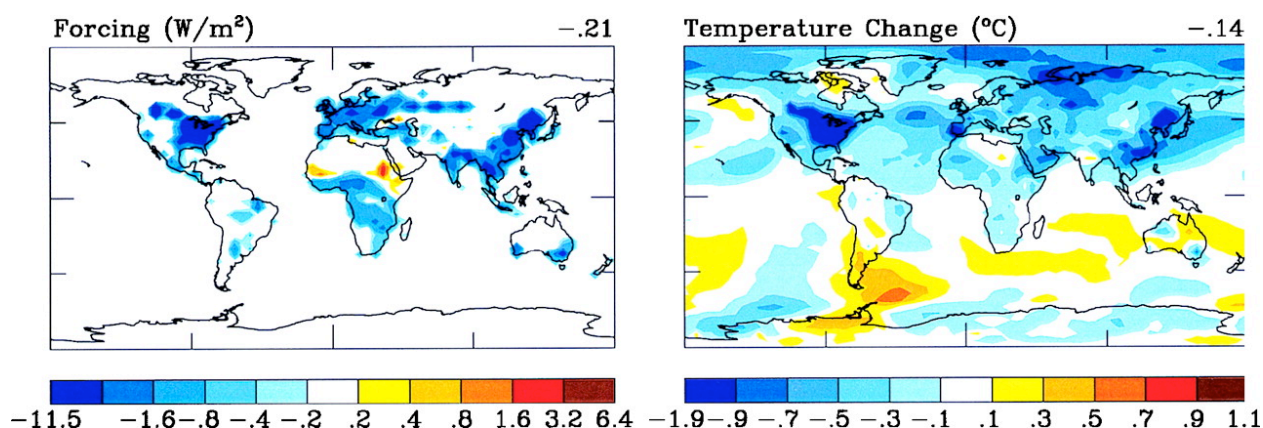 Forcing (W/m²) -.21
Temperature Change (ºC) -.14
-11.5 -1.6 -.8 -.4 -.2 .2 .4 .8 1.6 3.2 6.4
-1.9 -.9 -.7 -.5 -.3 -.1 .1 .3 .5 .7 .9 1.1